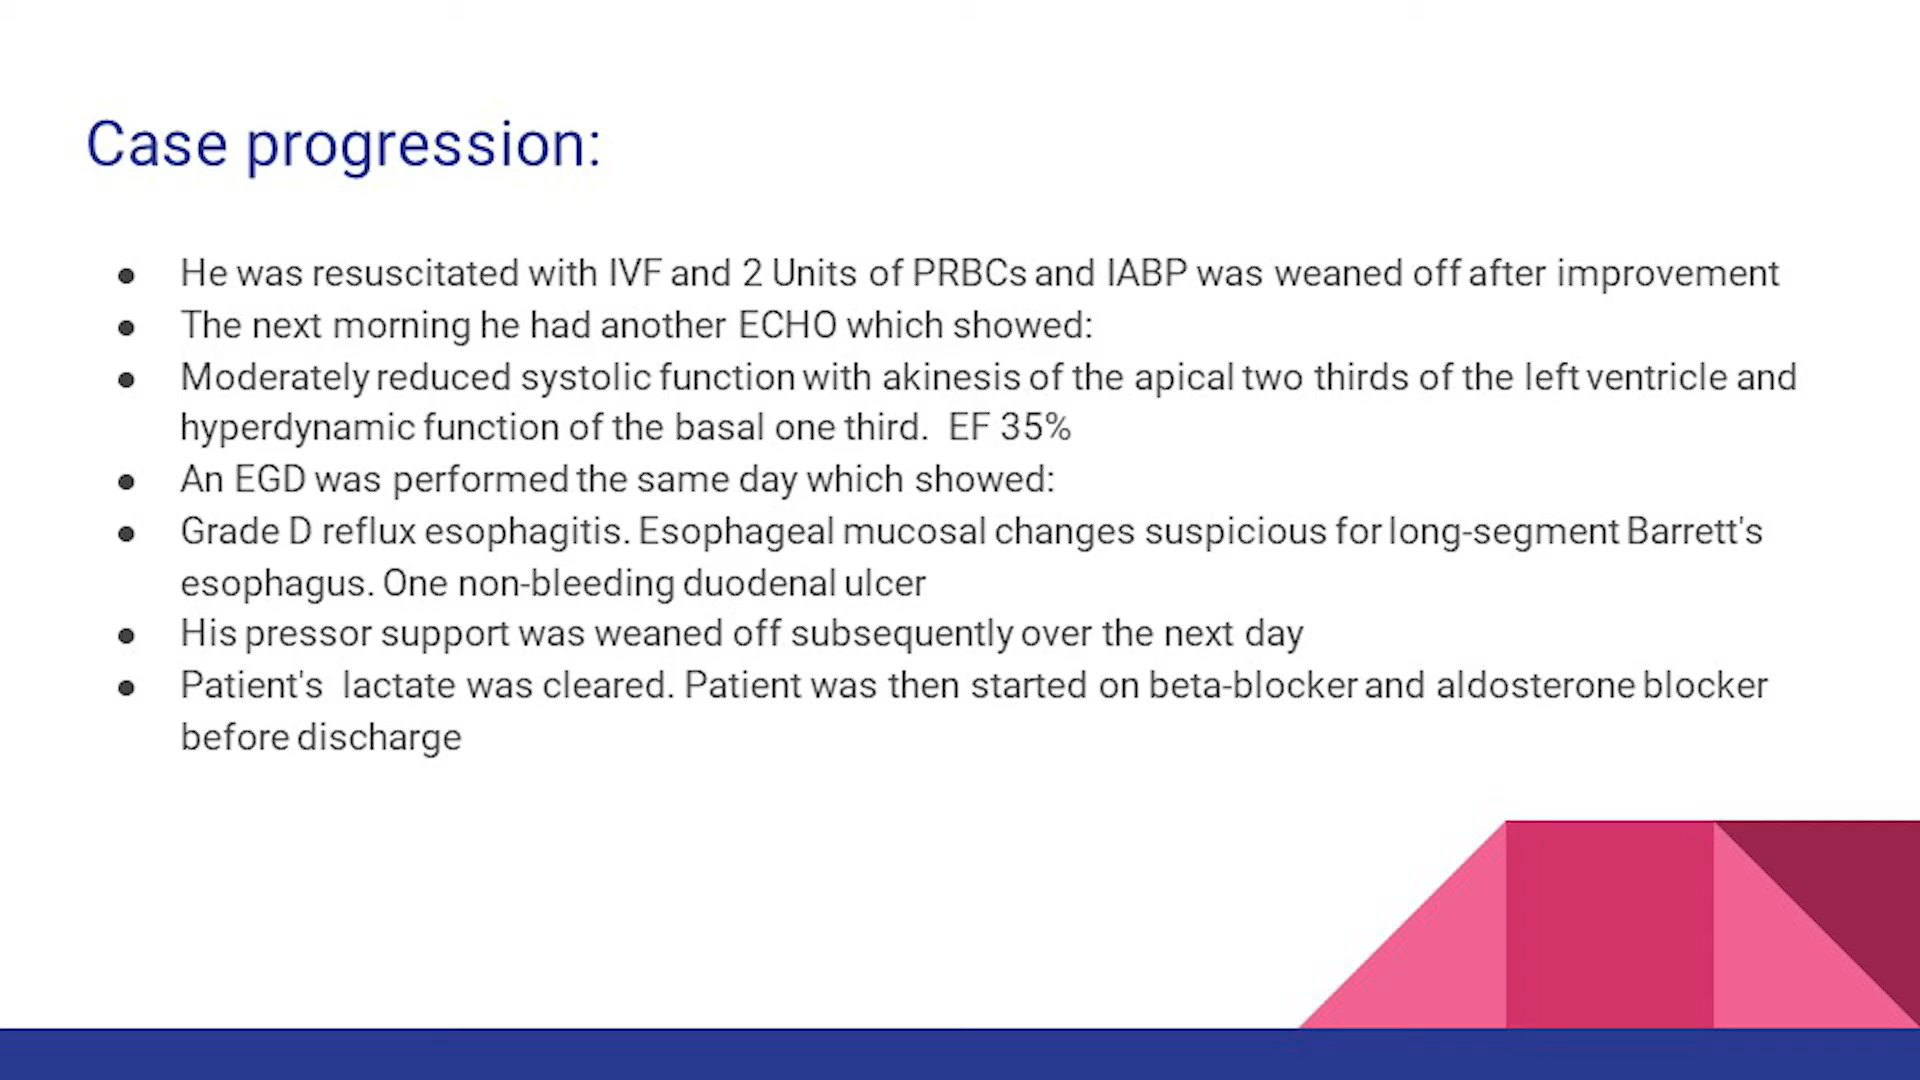 Case progression:
● He was resuscitated with IVF and 2 Units of PRBCs and IABP was weaned off after improvement
● The next morning he had another ECHO which showed:
● Moderately reduced systolic function with akinesis of the apical two thirds of the left ventricle and
hyperdynamic function of the basal one third. EF 35%
● An EGD was performed the same day which showed:
● Grade D reflux esophagitis. Esophageal mucosal changes suspicious for long-segment Barrett's
esophagus. One non-bleeding duodenal ulcer
● His pressor support was weaned off subsequently over the next day
● Patient's lactate was cleared. Patient was then started on beta-blocker and aldosterone blocker
before discharge